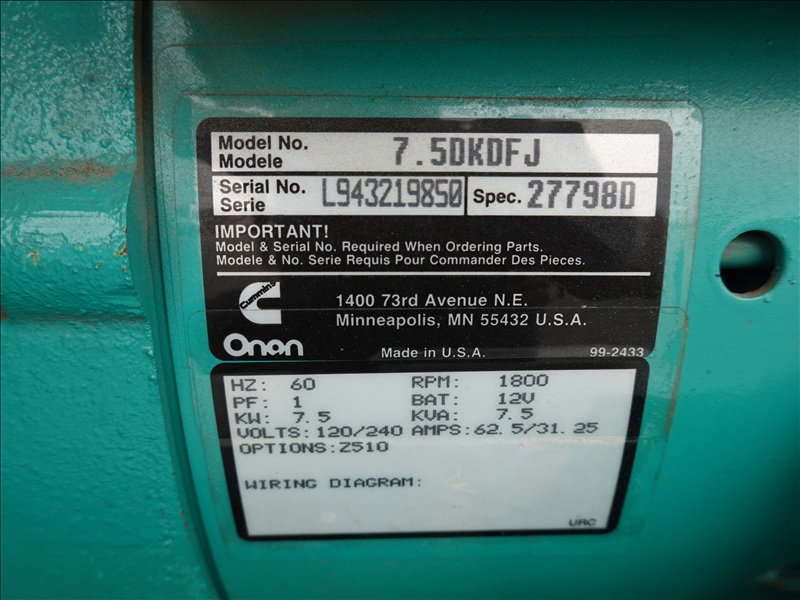 Model No. 7.5DKDFJ
Modele
Serial No. L943219850 Spec. 27798D
Serie
IMPORTANT!
Model & Serial No. Required When Ordering Parts.
Modele & No. Serie Requis Pour Commander Des Pieces.
Cummins
1400 73rd Avenue N.E.
Minneapolis, MN 55432 U.S.A.
Onan
Made in U.S.A. 99-2433
HZ: 60 RPM: 1800
PF: 1 BAT: 12V
KW: 7.5 KVA: 7.5
VOLTS:120/240 AMPS:62.5/31.25
OPTIONS:Z510
WIRING DIAGRAM:
URC